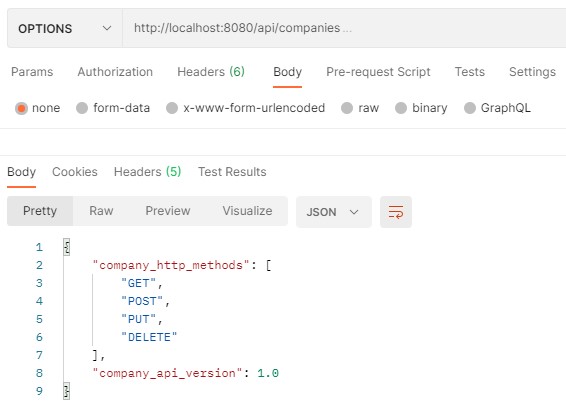 OPTIONS http://localhost:8080/api/companies ...
Params Authorization Headers (6) Body Pre-request Script Tests Settings
none form-data x-www-form-urlencoded raw binary GraphQL
Body Cookies Headers (5) Test Results
Pretty Raw Preview Visualize JSON
1 {
2 "company_http_methods": [
3 "GET",
4 "POST",
5 "PUT",
6 "DELETE"
7 ],
8 "company_api_version": 1.0
9 }